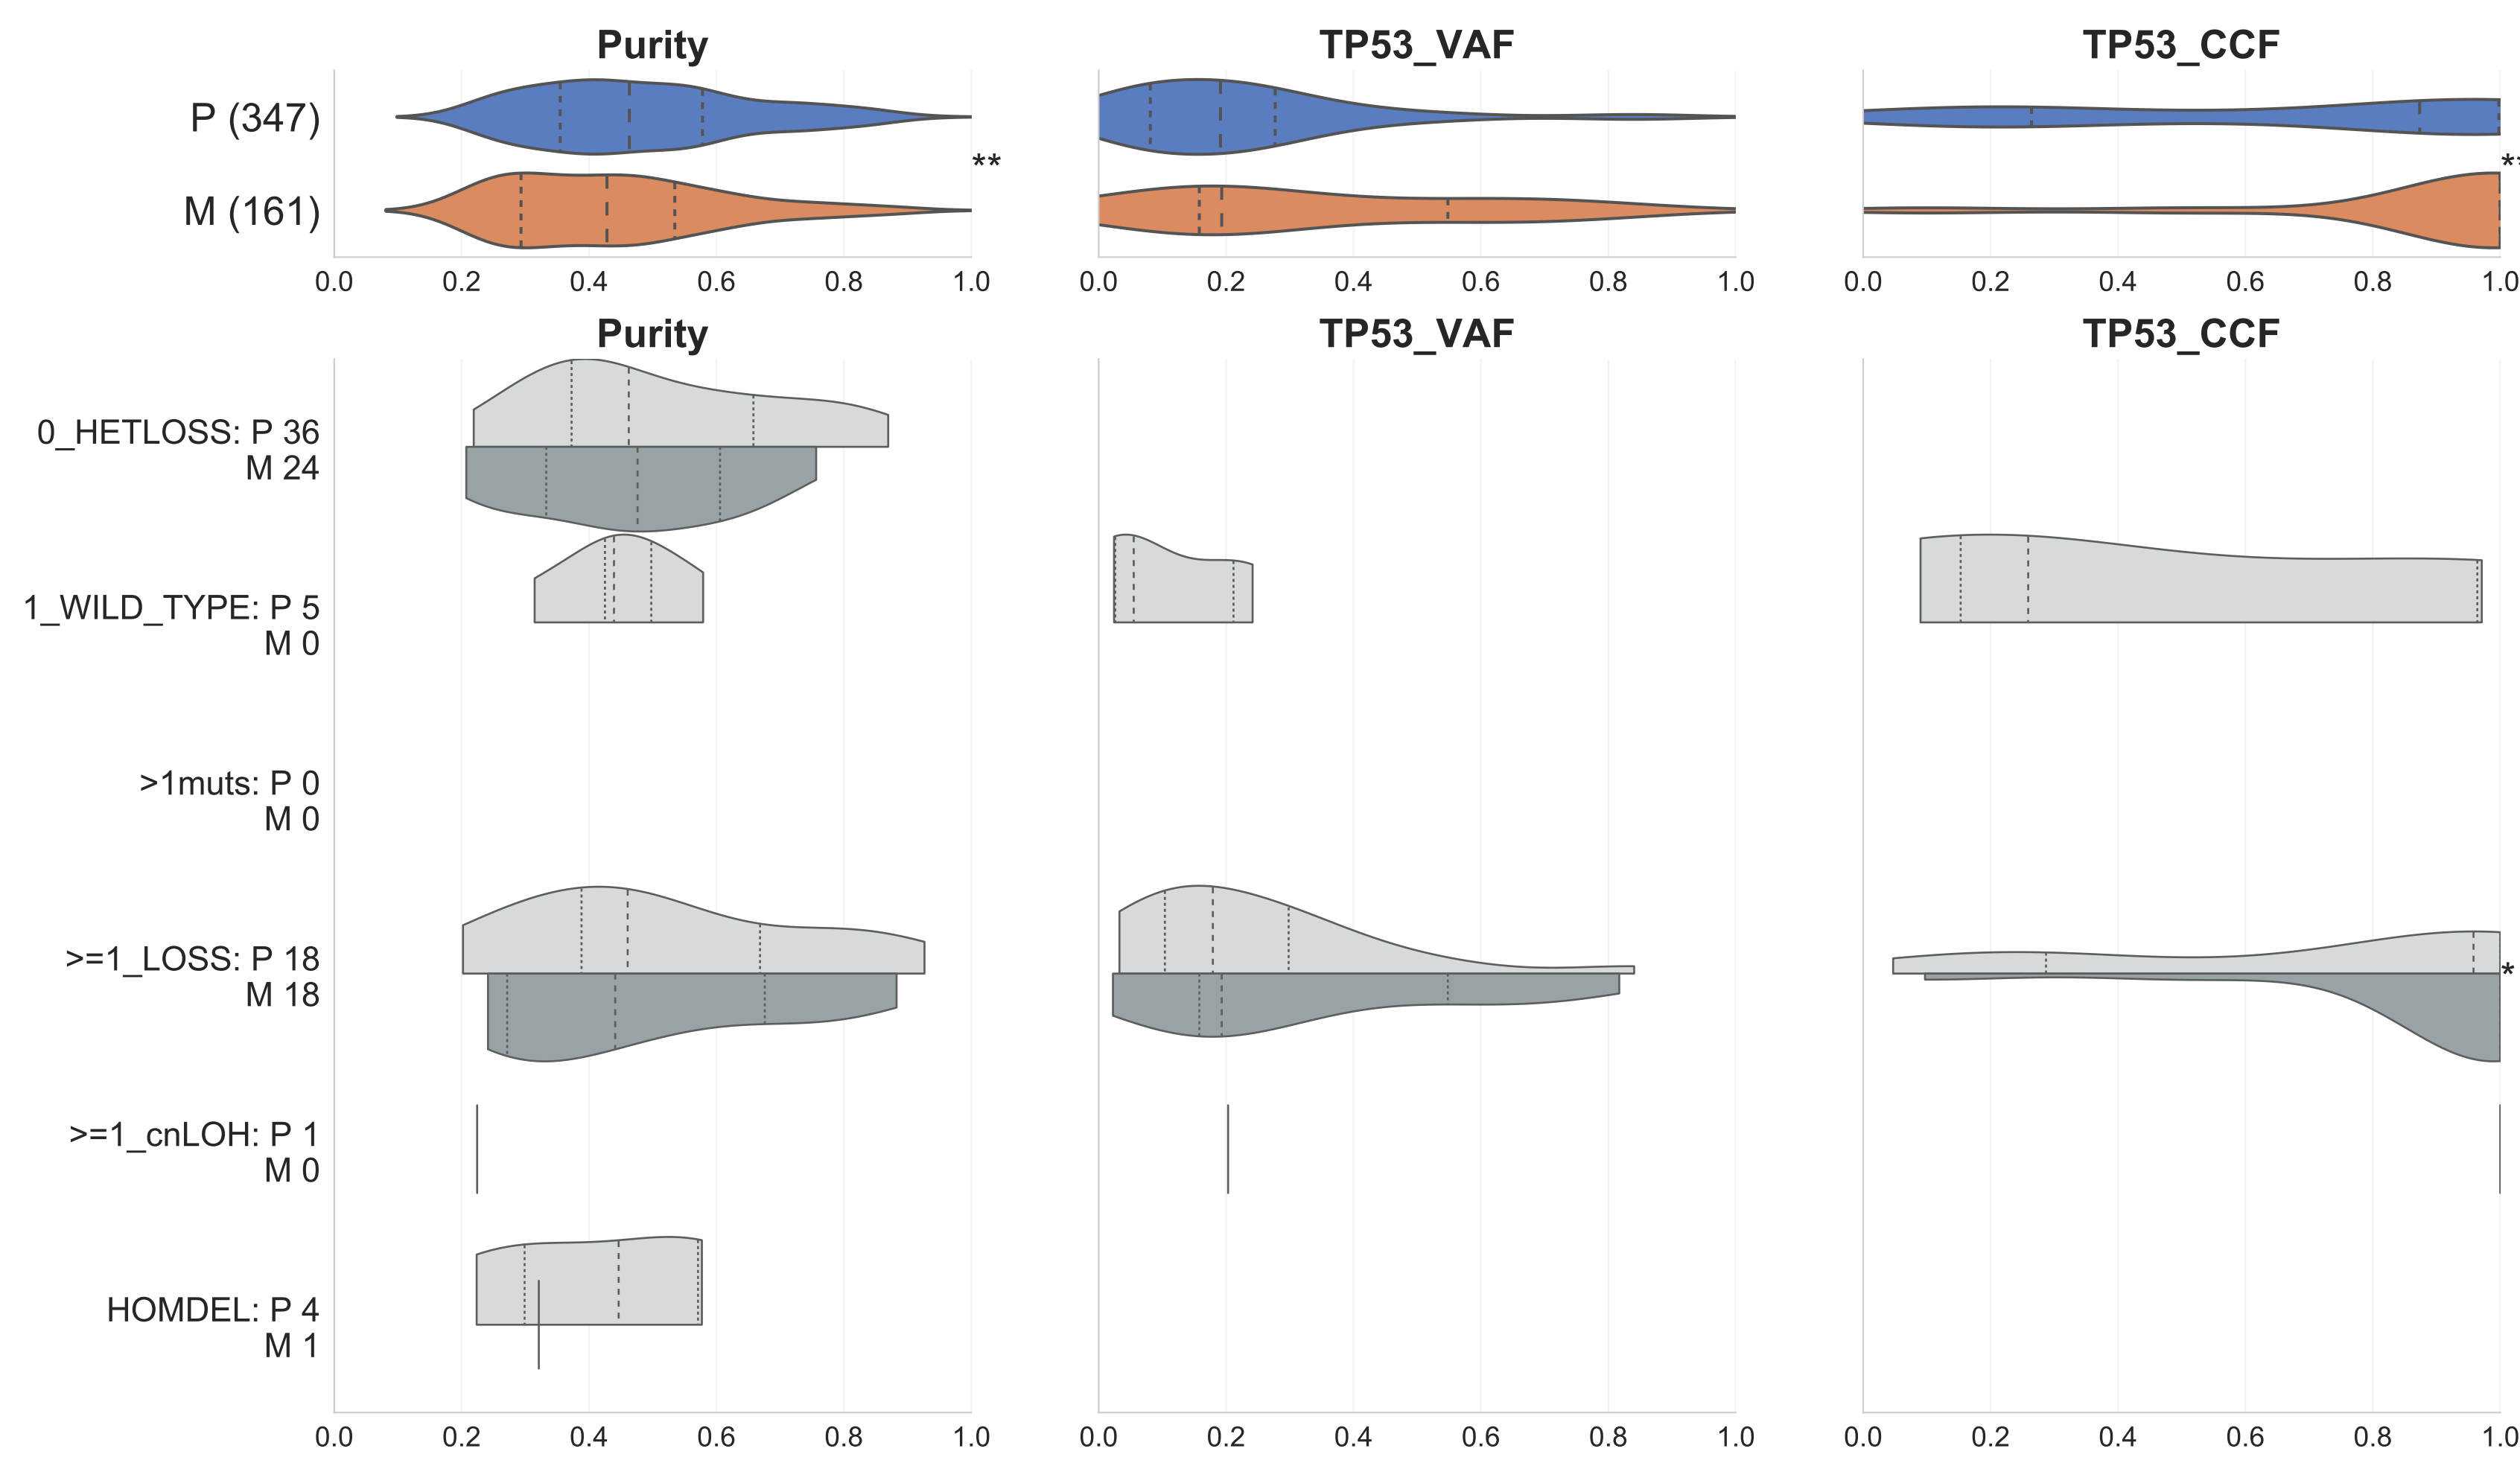 Purity TP53_VAF TP53_CCF
P (347)
**
**
M (161)
0.0 0.2 0.4 0.6 0.8 1.0 0.0 0.2 0.4 0.6 0.8 1.0 0.0 0.2 0.4 0.6 0.8 1.0
Purity TP53_VAF TP53_CCF
0_HETLOSS: P 36
M 24
1_WILD_TYPE: P 5
M 0
>1muts: P 0
M 0
>=1_LOSS: P 18
*
M 18
>=1_cnLOH: P 1
M 0
HOMDEL: P 4
M 1
0.0 0.2 0.4 0.6 0.8 1.0 0.0 0.2 0.4 0.6 0.8 1.0 0.0 0.2 0.4 0.6 0.8 1.0